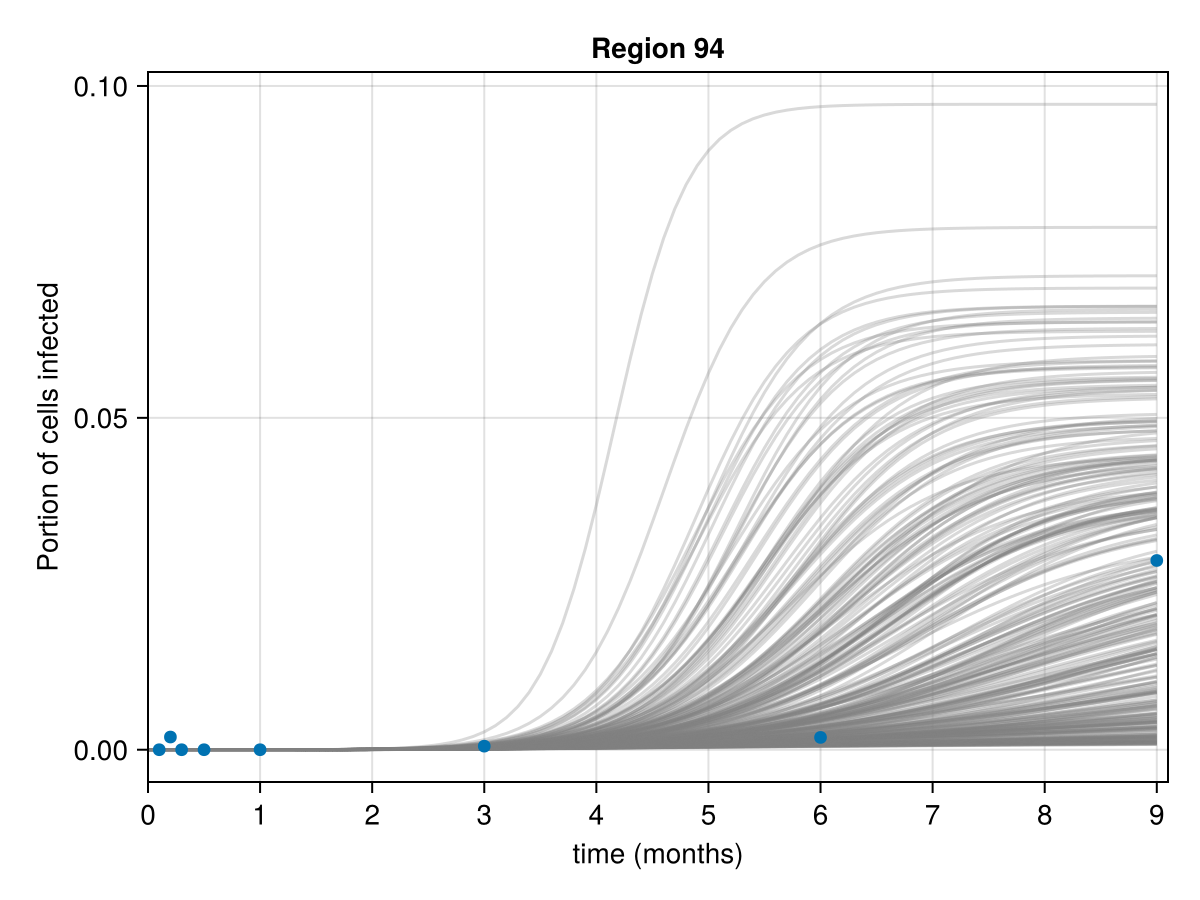 Region 94
0.10
0.05
0.00
Portion of cells infected
0 1 2 3 4 5 6 7 8 9
time (months)